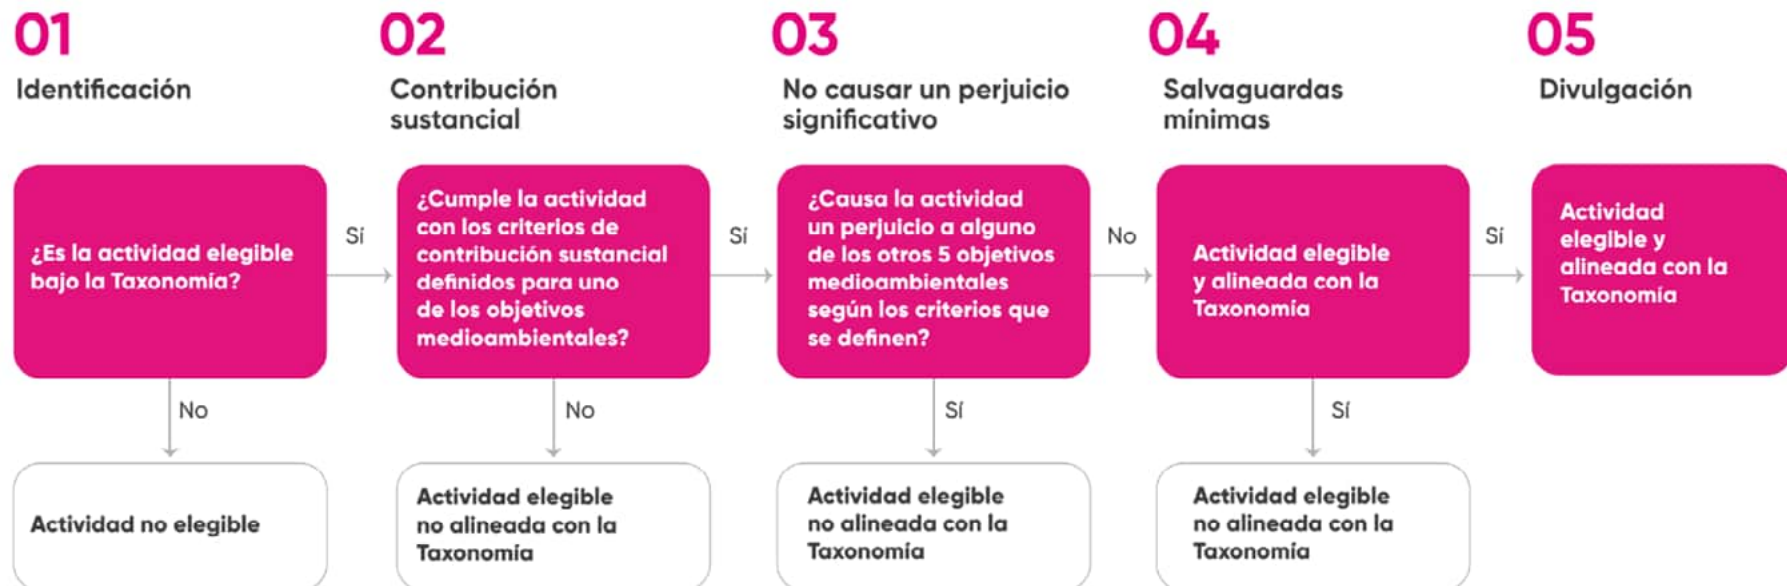 01
Identificación
02
Contribución
sustancial
03
No causar un perjuicio
significativo
04
Salvaguardas
mínimas
05
Divulgación
¿Es la actividad elegible
bajo la Taxonomía?
Sí
¿Cumple la actividad
con los criterios de
contribución sustancial
definidos para uno
de los objetivos
medioambientales?
Sí
¿Causa la actividad
un perjuicio a alguno
de los otros 5 objetivos
medioambientales
según los criterios que
se definen?
No
Actividad elegible
y alineada con la
Taxonomía
Sí
Actividad
elegible y
alineada con la
Taxonomía
No
No
Sí
Sí
Actividad no elegible
Actividad elegible
no alineada con la
Taxonomía
Actividad elegible
no alineada con la
Taxonomía
Actividad elegible
no alineada con la
Taxonomía